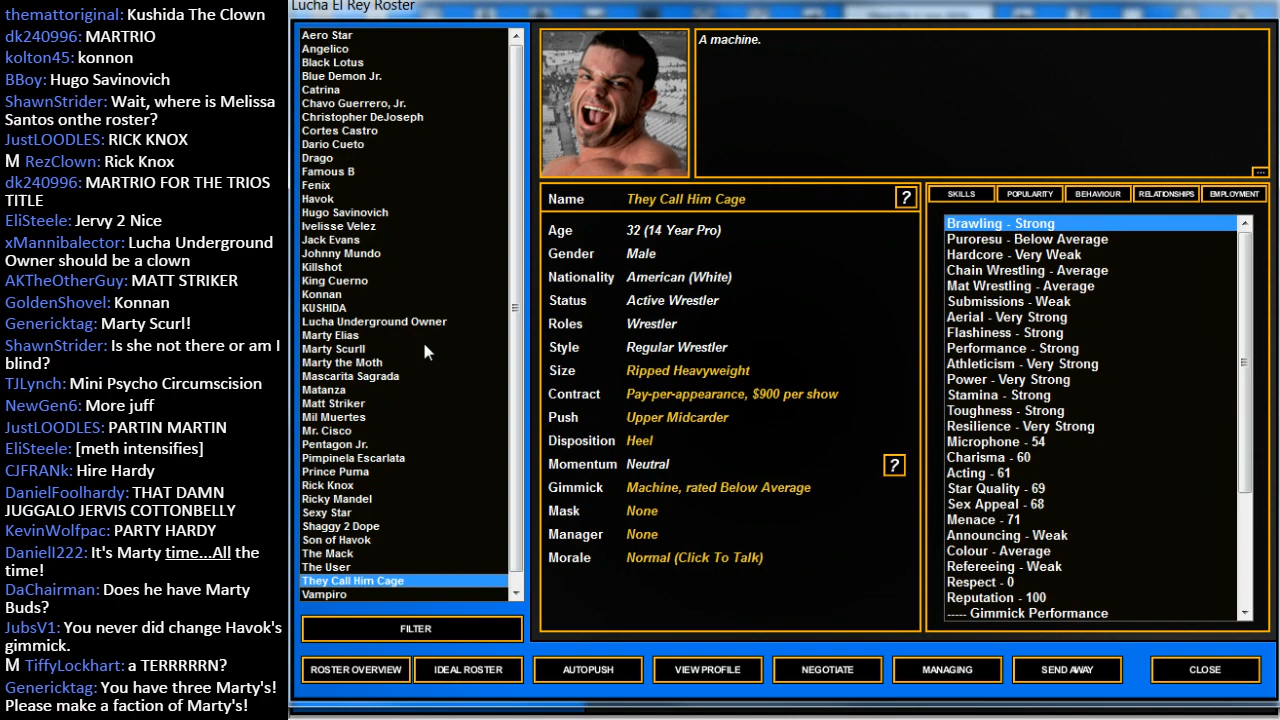 Lucha El Rey Roster
themattoriginal: Kushida The Clown
dk240996: MARTRIO
kolton45: konnon
BBoy: Hugo Savinovich
ShawnStrider: Wait, where is Melissa
Santos onthe roster?
JustLOODLES: RICK KNOX
M RezClown: Rick Knox
dk240996: MARTRIO FOR THE TRIOS
TITLE
EliSteele: Jervy 2 Nice
xMannibalector: Lucha Underground
Owner should be a clown
AKTheOtherGuy: MATT STRIKER
GoldenShovel: Konnan
Genericktag: Marty Scurl!
ShawnStrider: Is she not there or am I
blind?
TJLynch: Mini Psycho Circumscision
NewGen6: More juff
JustLOODLES: PARTIN MARTIN
EliSteele: [meth intensifies]
CJFRANk: Hire Hardy
DanielFoolhardy: THAT DAMN
JUGGALO JERVIS COTTONBELLY
KevinWolfpac: PARTY HARDY
DanielI222: It's Marty time...All the
time!
DaChairman: Does he have Marty
Buds?
JubsV1: You never did change Havok's
gimmick.
M TiffyLockhart: a TERRRRRN?
Genericktag: You have three Marty's!
Please make a faction of Marty's!
Aero Star
Angelico
Black Lotus
Blue Demon Jr.
Catrina
Chavo Guerrero, Jr.
Christopher DeJoseph
Cortes Castro
Dario Cueto
Drago
Famous B
Fenix
Havok
Hugo Savinovich
Ivelisse Velez
Jack Evans
Johnny Mundo
Killshot
King Cuerno
Konnan
KUSHIDA
Lucha Underground Owner
Marty Elias
Marty Scurll
Marty the Moth
Mascarita Sagrada
Matanza
Matt Striker
Mil Muertes
Mr. Cisco
Pentagon Jr.
Pimpinela Escarlata
Prince Puma
Rick Knox
Ricky Mandel
Sexy Star
Shaggy 2 Dope
Son of Havok
The Mack
The User
They Call Him Cage
Vampiro
FILTER
A machine.
...
Name They Call Him Cage ?
Age 32 (14 Year Pro)
Gender Male
Nationality American (White)
Status Active Wrestler
Roles Wrestler
Style Regular Wrestler
Size Ripped Heavyweight
Contract Pay-per-appearance, $900 per show
Push Upper Midcarder
Disposition Heel
Momentum Neutral ?
Gimmick Machine, rated Below Average
Mask None
Manager None
Morale Normal (Click To Talk)
SKILLS POPULARITY BEHAVIOUR RELATIONSHIPS EMPLOYMENT
Brawling - Strong
Puroresu - Below Average
Hardcore - Very Weak
Chain Wrestling - Average
Mat Wrestling - Average
Submissions - Weak
Aerial - Very Strong
Flashiness - Strong
Performance - Strong
Athleticism - Very Strong
Power - Very Strong
Stamina - Strong
Toughness - Strong
Resilience - Very Strong
Microphone - 54
Charisma - 60
Acting - 61
Star Quality - 69
Sex Appeal - 68
Menace - 71
Announcing - Weak
Colour - Average
Refereeing - Weak
Respect - 0
Reputation - 100
----- Gimmick Performance
ROSTER OVERVIEW IDEAL ROSTER AUTOPUSH VIEW PROFILE NEGOTIATE MANAGING SEND AWAY CLOSE